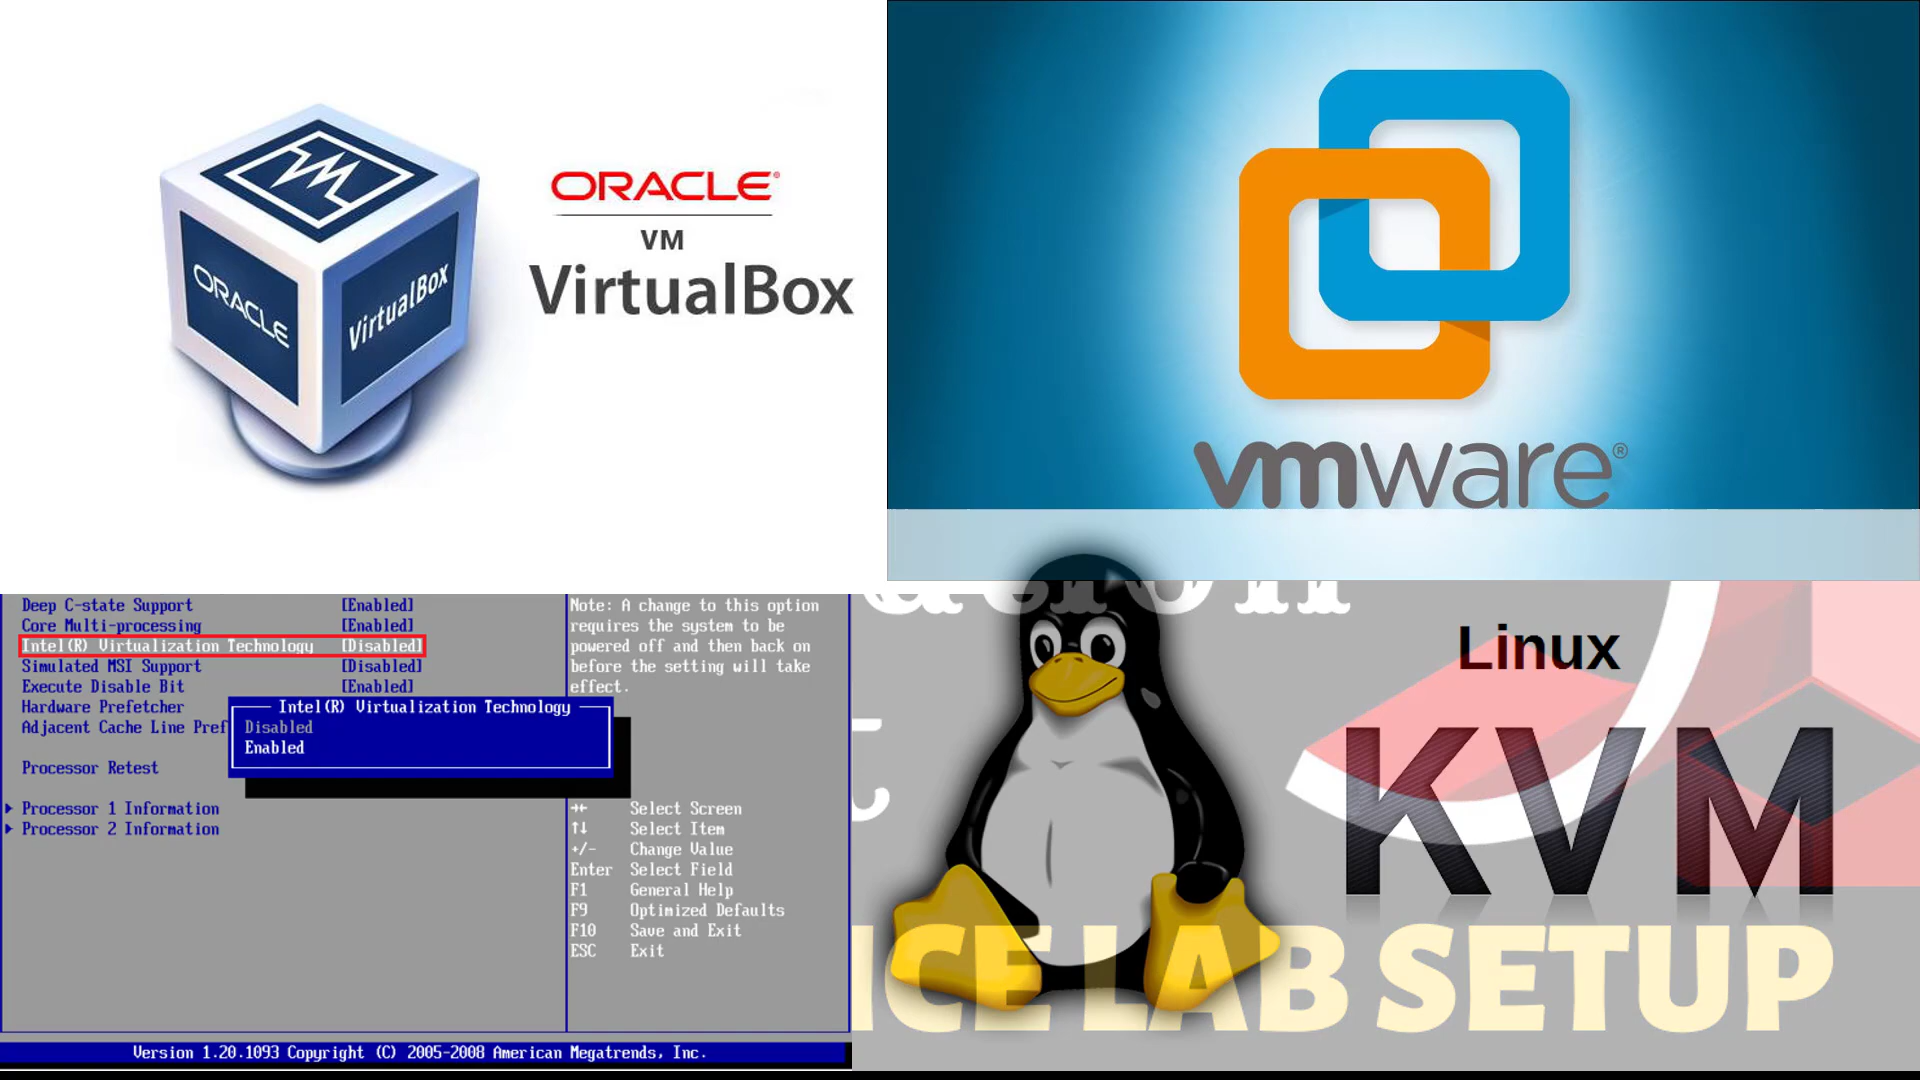 ORACLE
VirtualBox
ORACLE®
VM
VirtualBox
vmware®
Deep C-state Support [Enabled]
Core Multi-processing [Enabled]
Intel(R) Virtualization Technology [Disabled]
Simulated MSI Support [Disabled]
Execute Disable Bit [Enabled]
Hardware Prefetcher
Adjacent Cache Line Pref
Intel(R) Virtualization Technology
Disabled
Enabled
Processor Retest
Processor 1 Information
Processor 2 Information
Note: A change to this option
requires the system to be
powered off and then back on
before the setting will take
effect.
Select Screen
↑↓ Select Item
+/- Change Value
Enter Select Field
F1 General Help
F9 Optimized Defaults
F10 Save and Exit
ESC Exit
Version 1.20.1093 Copyright (C) 2005-2008 American Megatrends, Inc.
Linux
KVM
ICE LAB SETUP